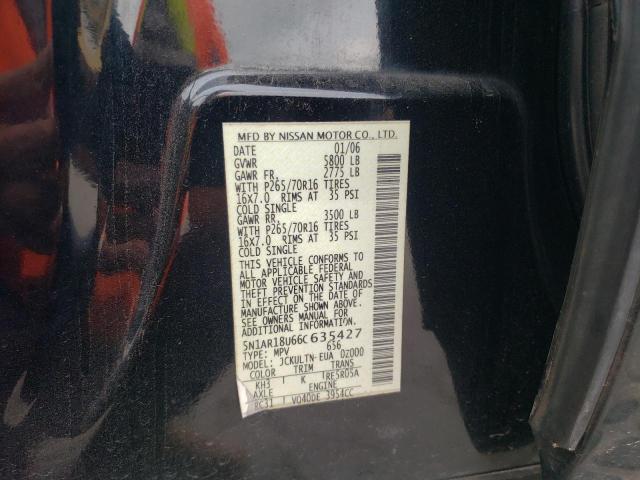 MFD BY NISSAN MOTOR CO., LTD.
DATE 01/06
GVWR 5800 LB
GAWR FR. 2775 LB
WITH P265/70R16 TIRES
16X7.0 RIMS AT 35 PSI
COLD SINGLE
GAWR RR. 3500 LB
WITH P265/70R16 TIRES
16X7.0 RIMS AT 35 PSI
COLD SINGLE
THIS VEHICLE CONFORMS TO
ALL APPLICABLE FEDERAL
MOTOR VEHICLE SAFETY AND
THEFT PREVENTION STANDARDS
IN EFFECT ON THE DATE OF
MANUFACTURE SHOWN ABOVE.
SEE OWNERS MANUAL FOR
ADDITIONAL INFORMATION.
5N1AR18U66C635427
TYPE: MPV 656
MODEL: JCKULTN-EUA 0Z000
COLOR TRIM TRANS
KH3 K RE5R05A
AXLE ENGINE
RC31 VQ40DE 3954CC